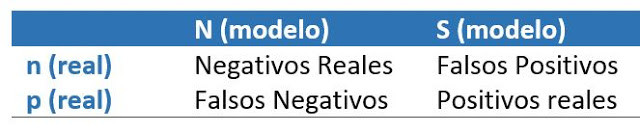 N (modelo) S (modelo)
n (real) Negativos Reales Falsos Positivos
p (real) Falsos Negativos Positivos reales